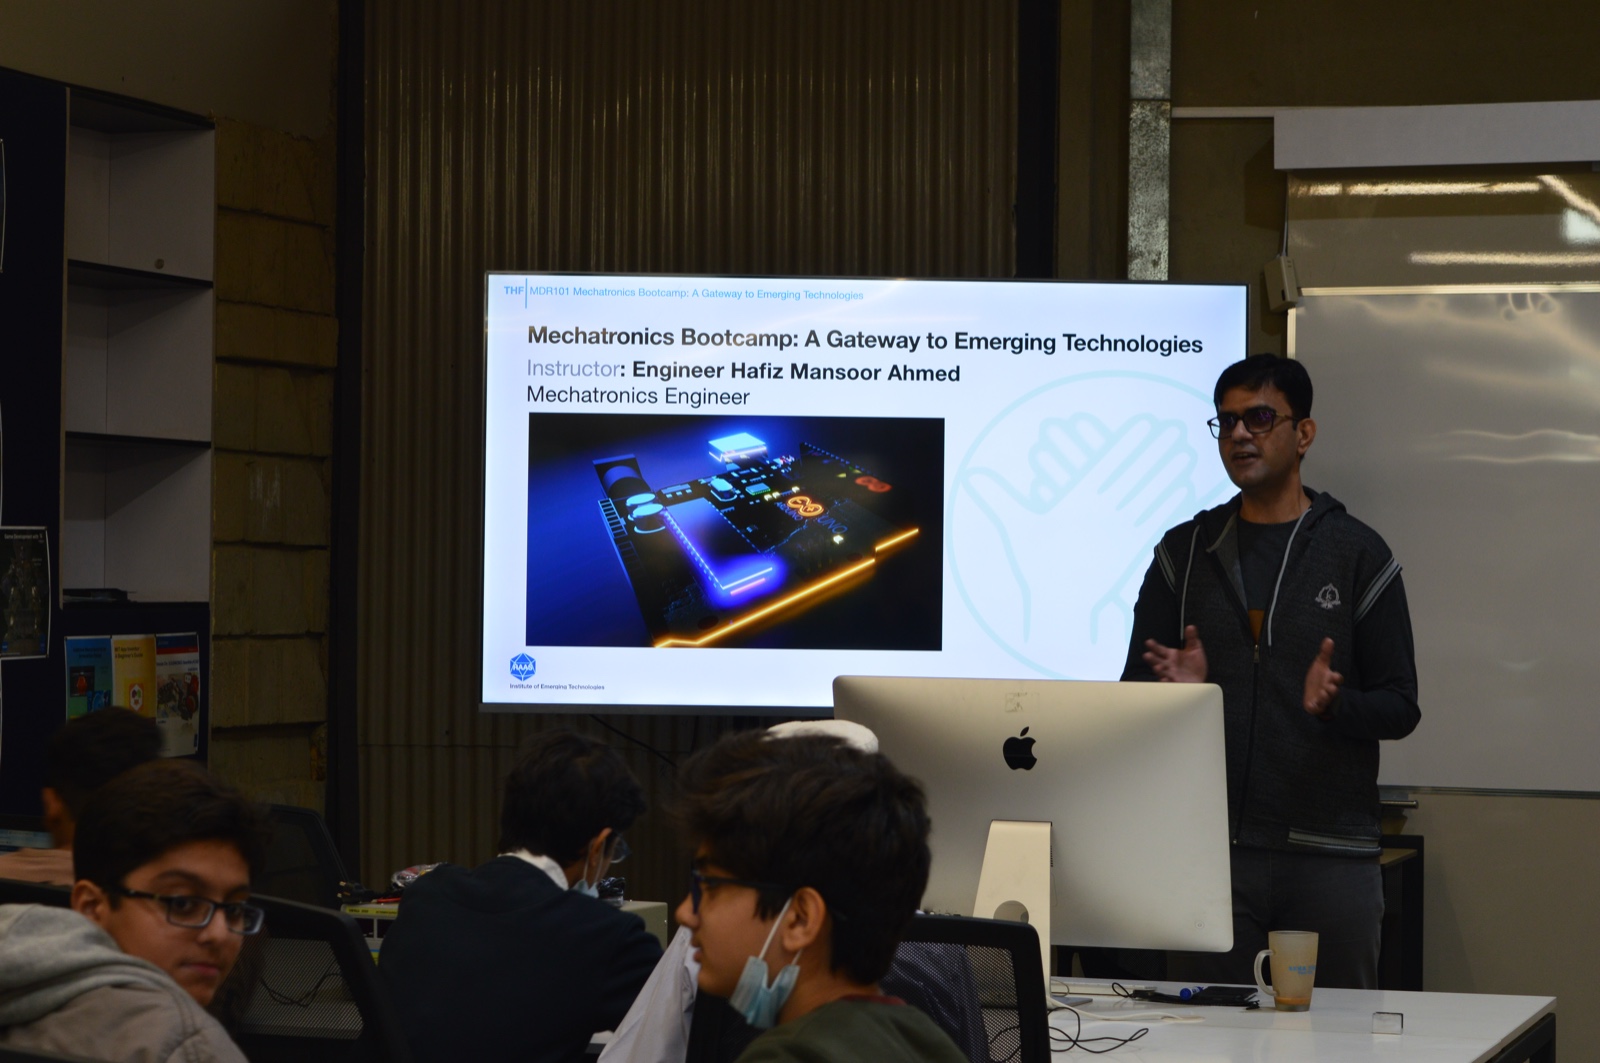 THF MDR101 Mechatronics Bootcamp: A Gateway to Emerging Technologies
Mechatronics Bootcamp: A Gateway to Emerging Technologies
Instructor: Engineer Hafiz Mansoor Ahmed
Mechatronics Engineer
UNO
Institute of Emerging Technologies